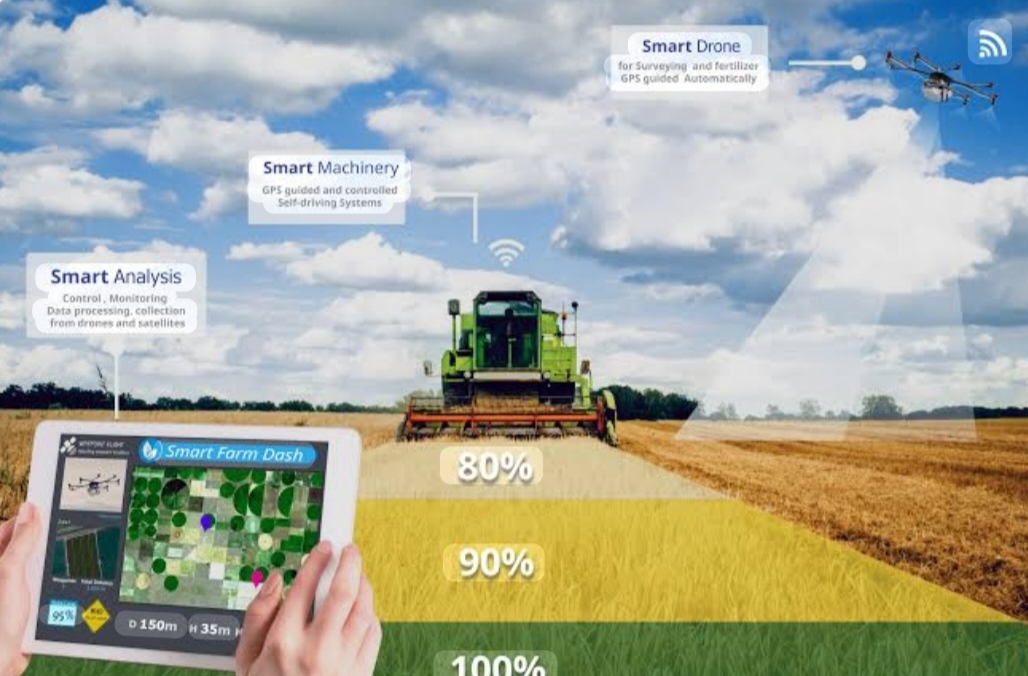 Smart Drone
for Surveying and fertilizer
GPS guided Automatically
Smart Machinery
GPS guided and controlled
Self-driving Systems
Smart Analysis
Control , Monitoring
Data processing, collection
from drones and satellites
Smart Farm Dash
80%
90%
95%
D 150m H 35m H
100%